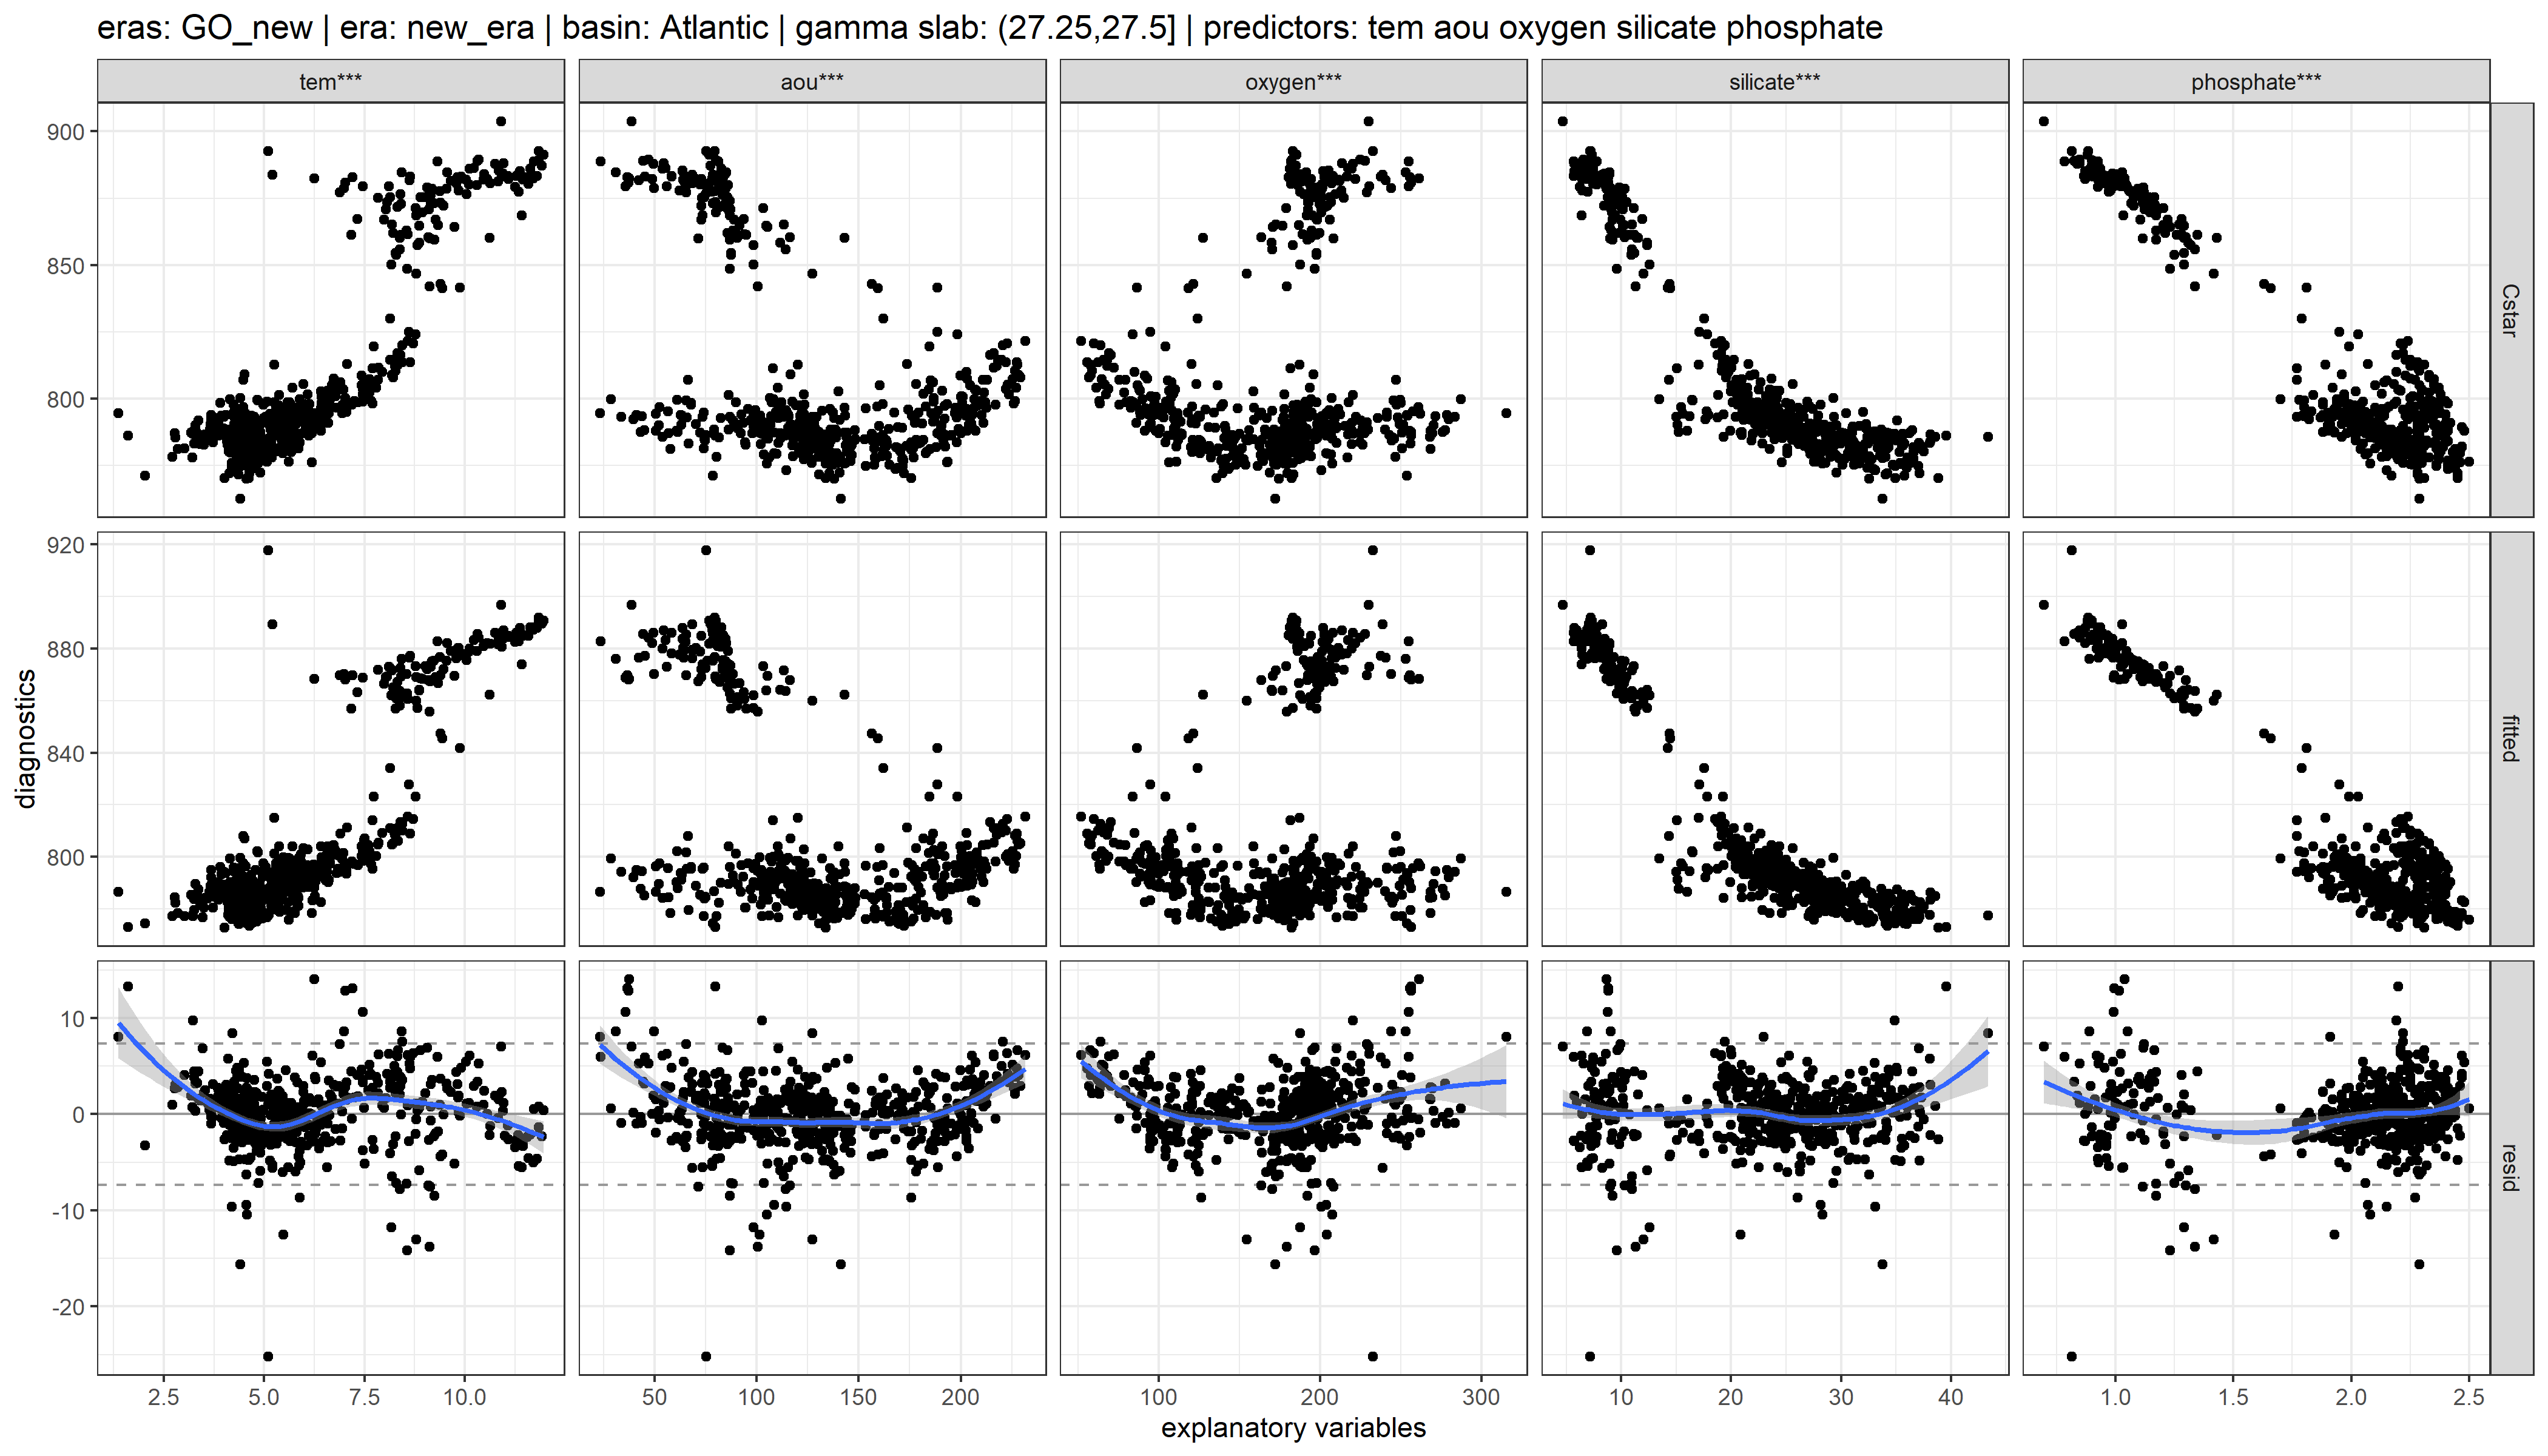 eras: GO_new | era: new_era | basin: Atlantic | gamma slab: (27.25,27.5] | predictors: tem aou oxygen silicate phosphate
tem*** aou*** oxygen*** silicate*** phosphate***
900
850
800
Cstar
920
880
840
800
fitted
diagnostics
10
0
-10
-20
resid
2.5 5.0 7.5 10.0 50 100 150 200 100 200 300 10 20 30 40 1.0 1.5 2.0 2.5
explanatory variables